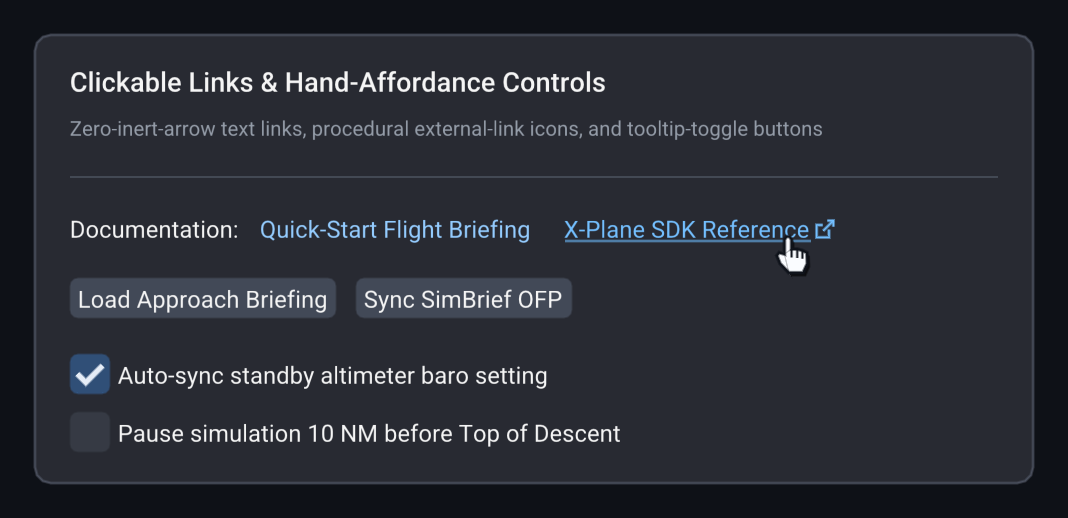 Clickable Links & Hand-Affordance Controls
Zero-inert-arrow text links, procedural external-link icons, and tooltip-toggle buttons
Documentation: Quick-Start Flight Briefing X-Plane SDK Reference
Load Approach Briefing Sync SimBrief OFP
Auto-sync standby altimeter baro setting
Pause simulation 10 NM before Top of Descent